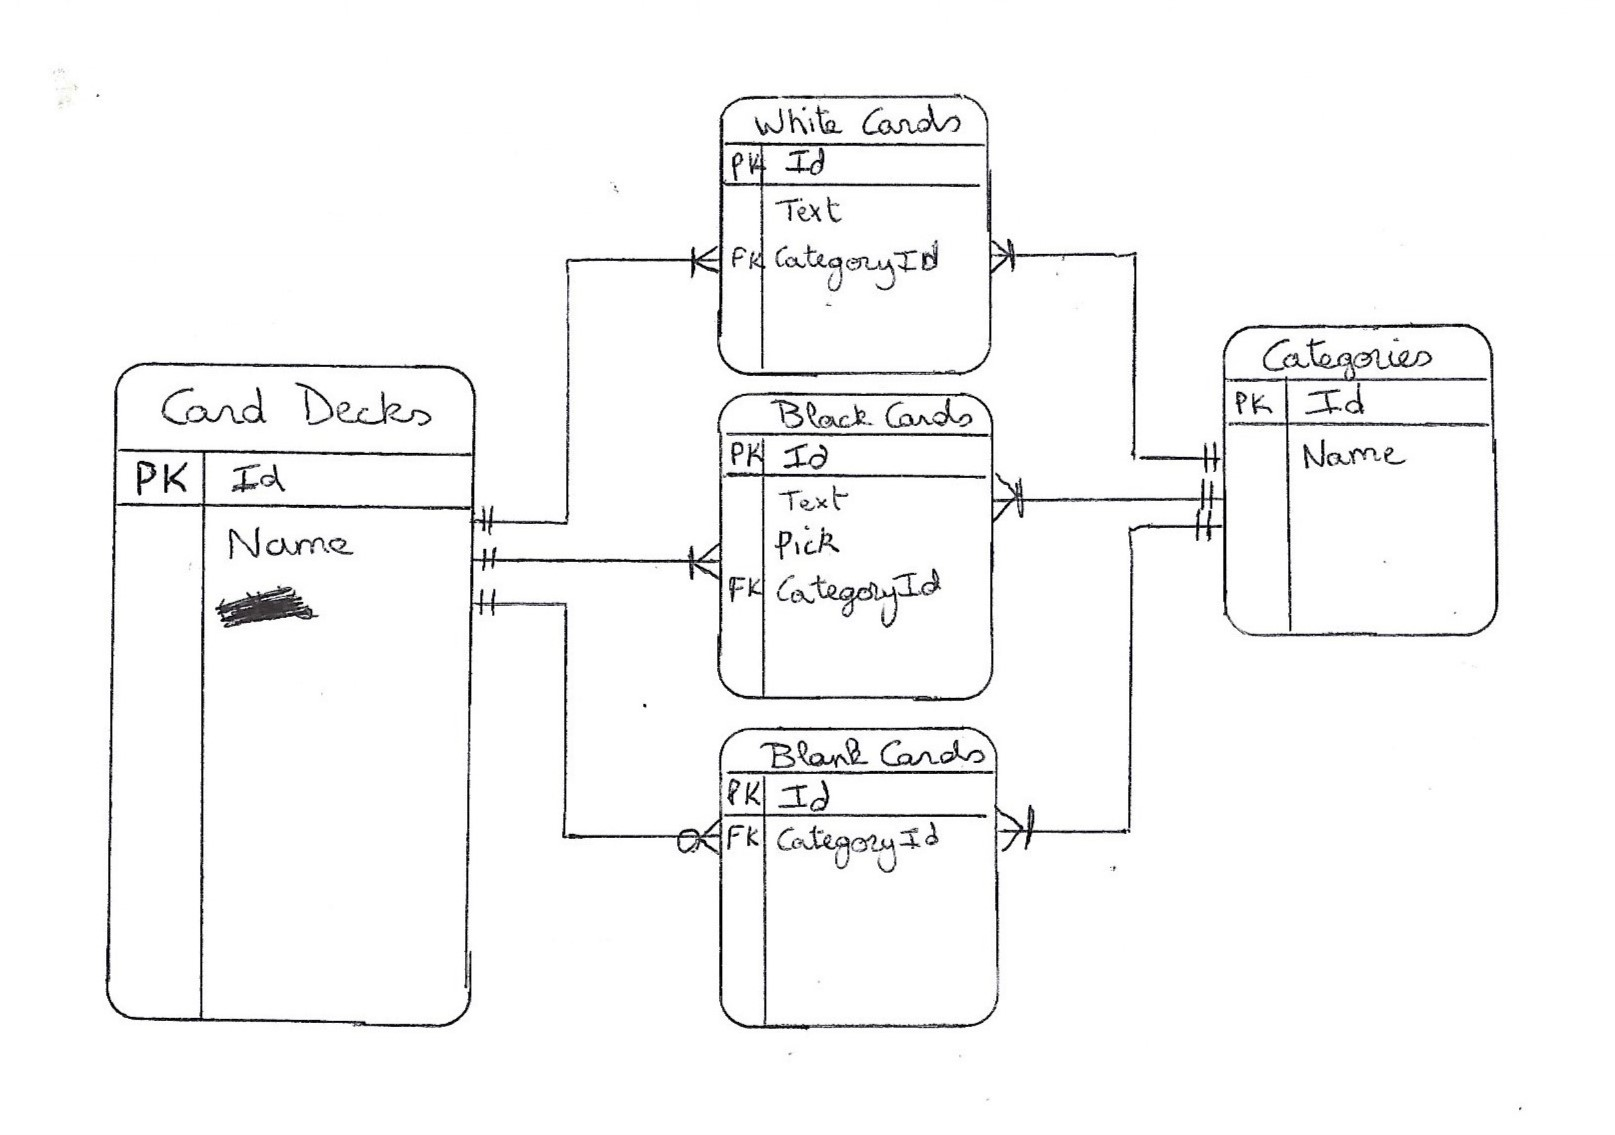 White Cards
PK Id
Text
FK CategoryId
Card Decks
PK Id
Name
Black Cards
PK Id
Text
Pick
FK CategoryId
Blank Cards
PK Id
FK CategoryId
Categories
PK Id
Name